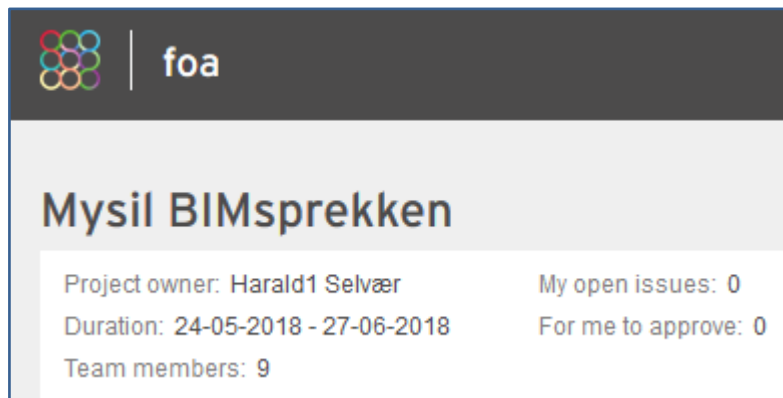 foa
Mysil BIMsprekken
Project owner: Harald1 Selvær My open issues: 0
Duration: 24-05-2018 - 27-06-2018 For me to approve: 0
Team members: 9